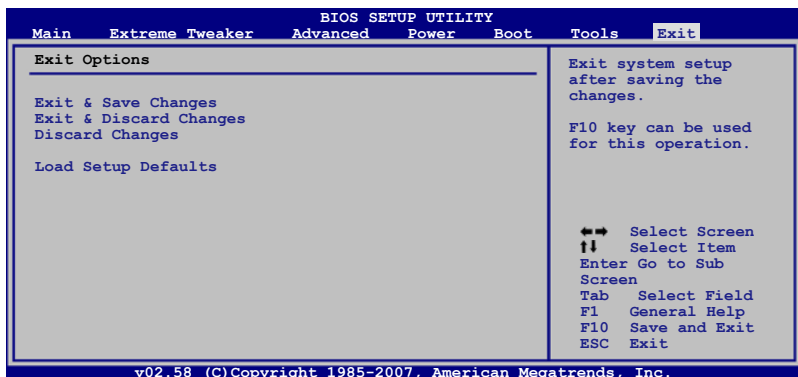 BIOS SETUP UTILITY
Main Extreme Tweaker Advanced Power Boot Tools Exit
Exit Options
Exit & Save Changes
Exit & Discard Changes
Discard Changes
Load Setup Defaults
Exit system setup
after saving the
changes.
F10 key can be used
for this operation.
←→ Select Screen
↑↓ Select Item
Enter Go to Sub
Screen
Tab Select Field
F1 General Help
F10 Save and Exit
ESC Exit
v02.58 (C)Copyright 1985-2007, American Megatrends, Inc.